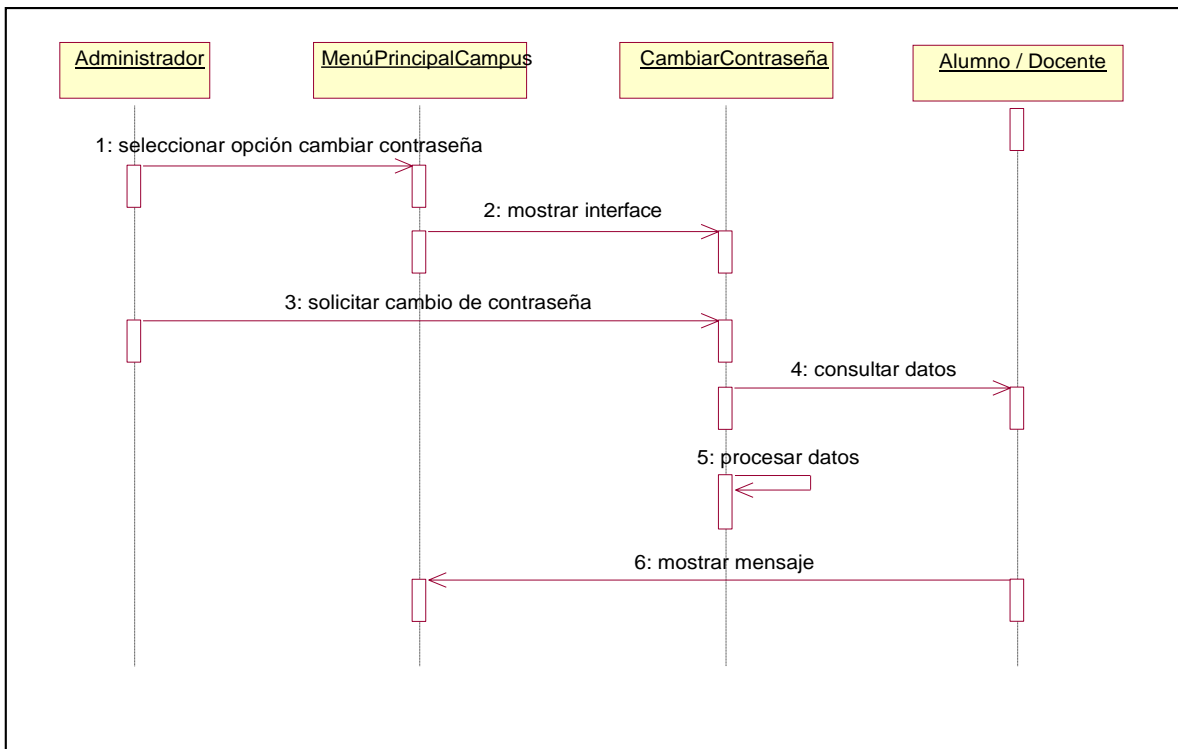 Administrador
MenúPrincipalCampus
CambiarContraseña
Alumno / Docente
1: seleccionar opción cambiar contraseña
2: mostrar interface
3: solicitar cambio de contraseña
4: consultar datos
5: procesar datos
6: mostrar mensaje